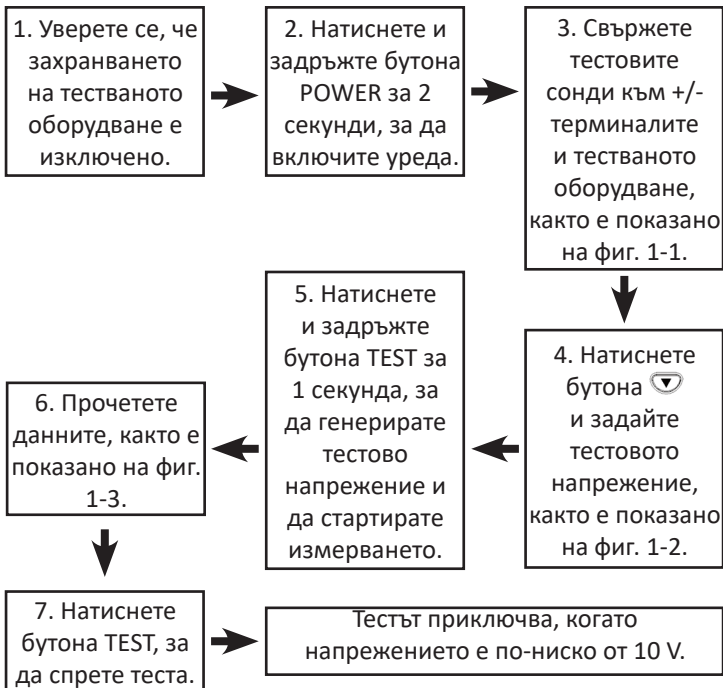 1. Уверете се, че
захранването
на тестваното
оборудване е
изключено.
2. Натиснете и
задръжте бутона
POWER за 2
секунди, за да
включите уреда.
3. Свържете
тестовите
сонди към +/-
терминалите
и тестваното
оборудване,
както е показано
на фиг. 1-1.
4. Натиснете
бутона
и задайте
тестовото
напрежение,
както е показано
на фиг. 1-2.
5. Натиснете
и задръжте
бутона TEST за
1 секунда, за
да генерирате
тестово
напрежение и
да стартирате
измерването.
6. Прочетете
данните, както е
показано на фиг.
1-3.
7. Натиснете
бутона TEST, за
да спрете теста.
Тестът приключва, когато
напрежението е по-ниско от 10 V.